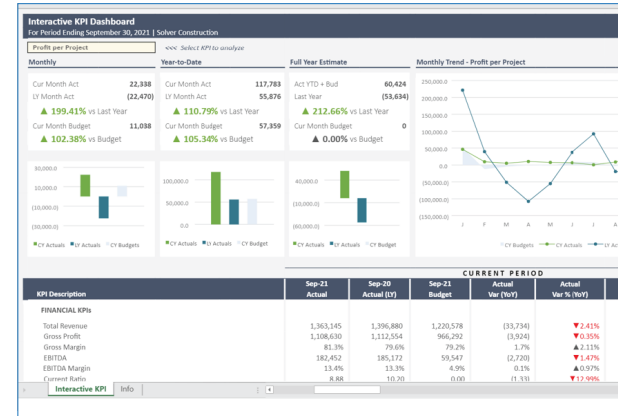 Interactive KPI Dashboard
For Period Ending September 30, 2021 | Solver Construction
Profit per Project
<<< Select KPI to analyze
Monthly
Year-to-Date
Full Year Estimate
Monthly Trend - Profit per Project
Cur Month Act 22,338
LY Month Act (22,470)
▲ 199.41% vs Last Year
Cur Month Budget 11,038
▲ 102.38% vs Budget
Cur Month Act 117,783
LY Month Act 55,876
▲ 110.79% vs Last Year
Cur Month Budget 57,359
▲ 105.34% vs Budget
Act YTD + Bud 60,424
Last Year (53,634)
▲ 212.66% vs Last Year
Cur Month Budget 0
▲ 0.00% vs Budget
250,000.0
200,000.0
150,000.0
100,000.0
50,000.0
0.0
(50,000.0)
(100,000.0)
(150,000.0)
J F M A M J J A
CY Budgets CY Actuals LY Ac
30,000.0
10,000.0
(10,000.0)
(30,000.0)
CY Actuals LY Actuals CY Budgets
100,000.0
50,000.0
0.0
CY Actuals LY Actuals CY Budget
40,000.0
(10,000.0)
(60,000.0)
CY Actuals LY Actuals CY Budget
CURRENT PERIOD
KPI Description
Sep-21 Actual
Sep-20 Actual (LY)
Sep-21 Budget
Actual Var (YoY)
Actual Var % (YoY)
FINANCIAL KPIs
Total Revenue 1,363,145 1,396,880 1,220,578 (33,734) ▼2.41%
Gross Profit 1,108,630 1,112,554 966,292 (3,924) ▼0.35%
Gross Margin 81.3% 79.6% 79.2% 1.7% ▲2.11%
EBITDA 182,452 185,172 59,547 (2,720) ▼1.47%
EBITDA Margin 13.4% 13.3% 4.9% 0.1% ▲0.97%
Current Ratio 8.88 10.20 0.00 (1.33) ▼12.99%
Interactive KPI
Info